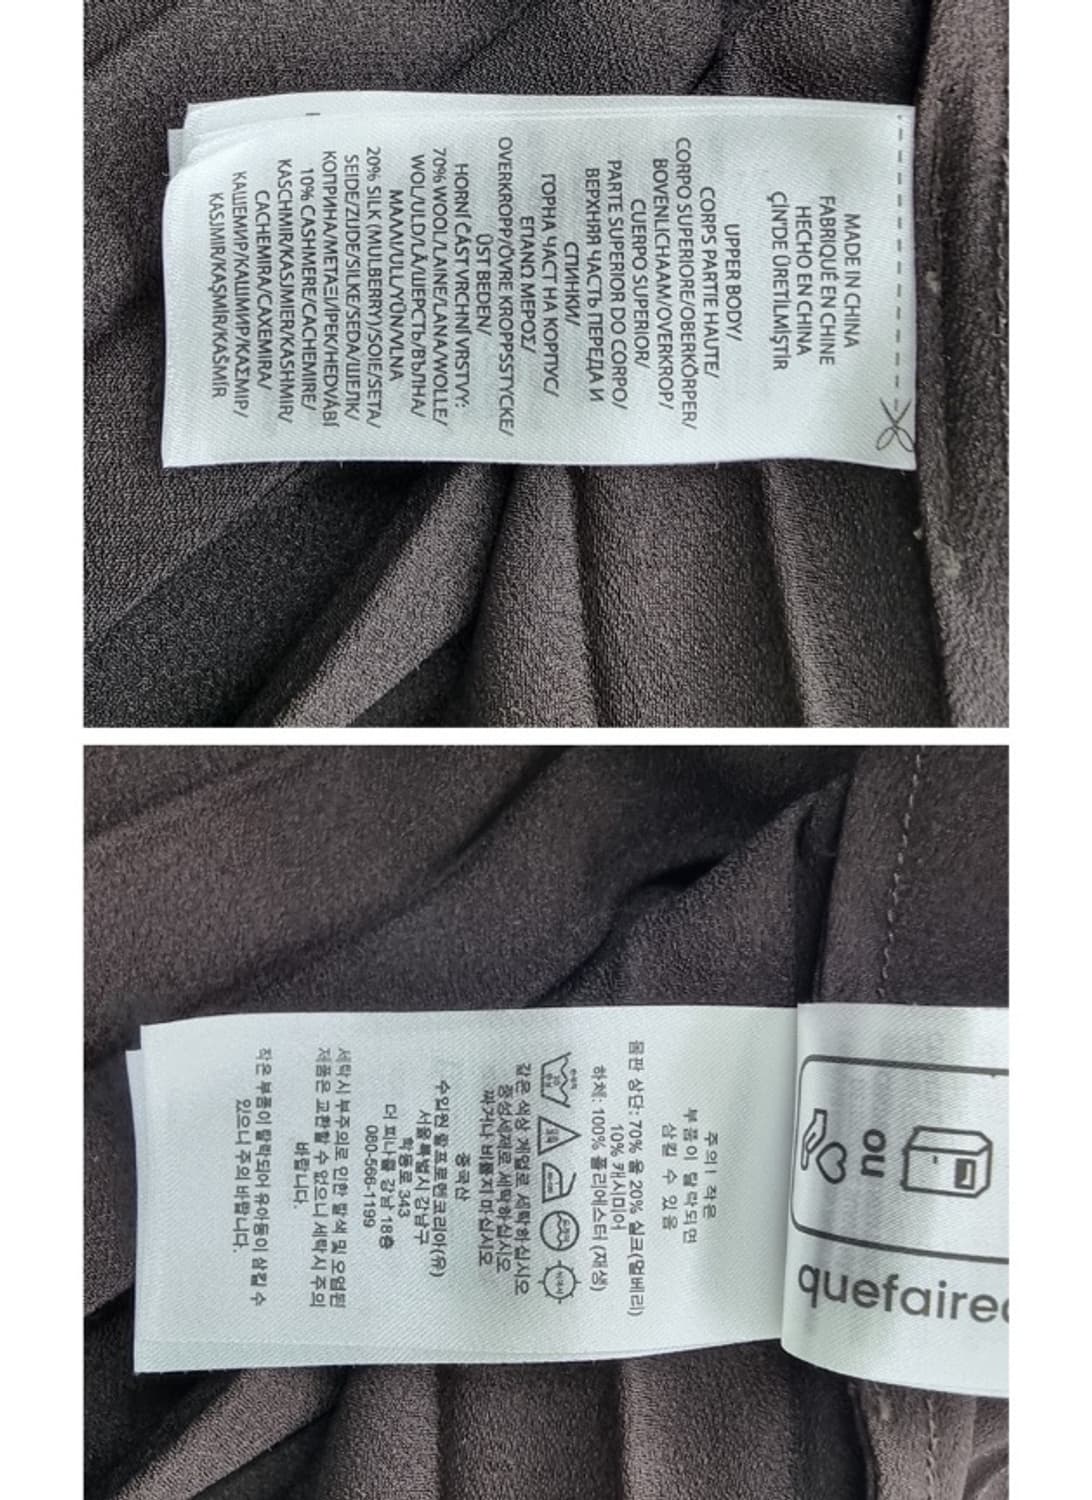 MADE IN CHINA
FABRIQUÉ EN CHINE
HECHO EN CHINA
ÇİN'DE ÜRETİLMİŞTİR
UPPER BODY/
CORPS PARTIE HAUTE/
CORPO SUPERIORE/OBERKÖRPER/
BOVENLICHAAM/OVERKROP/
CUERPO SUPERIOR/
PARTE SUPERIOR DO CORPO/
ВЕРХНЯЯ ЧАСТЬ ПЕРЕДА И
СПИНКИ/
ГОРНА ЧАСТ НА КОРПУС/
ΕΠΑΝΩ ΜΕΡΟΣ/
OVERKROPP/ÖVRE KROPPSSTYCKE/
ÜST BEDEN/
HORNÍ ČÁST VRCHNÍ VRSTVY:
70% WOOL/LAINE/LANA/WOLLE/
WOL/ULD/LÃ/ШЕРСТЬ/ВЪЛНА/
ΜΑΛΛΙ/ULL/YÜN/VLNA
20% SILK (MULBERRY)/SOIE/SETA/
SEIDE/ZIJDE/SILKE/SEDA/ШЕЛК/
КОПРИНА/ΜΕΤΑΞΙ/İPEK/HEDVÁBÍ
10% CASHMERE/CACHEMIRE/
KASCHMIR/KASJMIER/KASHMIR/
CACHEMIRA/CAXEMIRA/
КАШЕМИР/КАШМИР/ΚΑΣΜΙΡ/
KASJMIR/KAŞMİR/KAŠMÍR
주의! 작은
부품이 탈락되면
삼킬 수 있음
몸판 상단: 70% 울 20% 실크(멀베리)
10% 캐시미어
하체: 100% 폴리에스터 (재생)
같은 색상 계열로 세탁하십시오
중성세제로 세탁하십시오
짜거나 비틀지 마십시오
중국산
수입원 랄프로렌코리아(유)
서울특별시 강남구
학동로 343
더 피나클 강남 18층
080-566-1199
세탁시 부주의로 인한 탈색 및 오염된
제품은 교환할 수 없으니 세탁시 주의
바랍니다.
작은 부품이 탈락되어 유아동이 삼킬 수
있으니 주의 바랍니다.
OU
quefaire